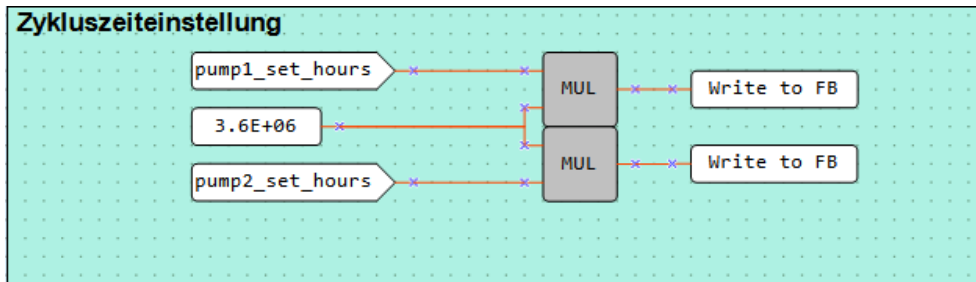 Zykluszeiteinstellung
pump1_set_hours
MUL
Write to FB
3.6E+06
MUL
Write to FB
pump2_set_hours